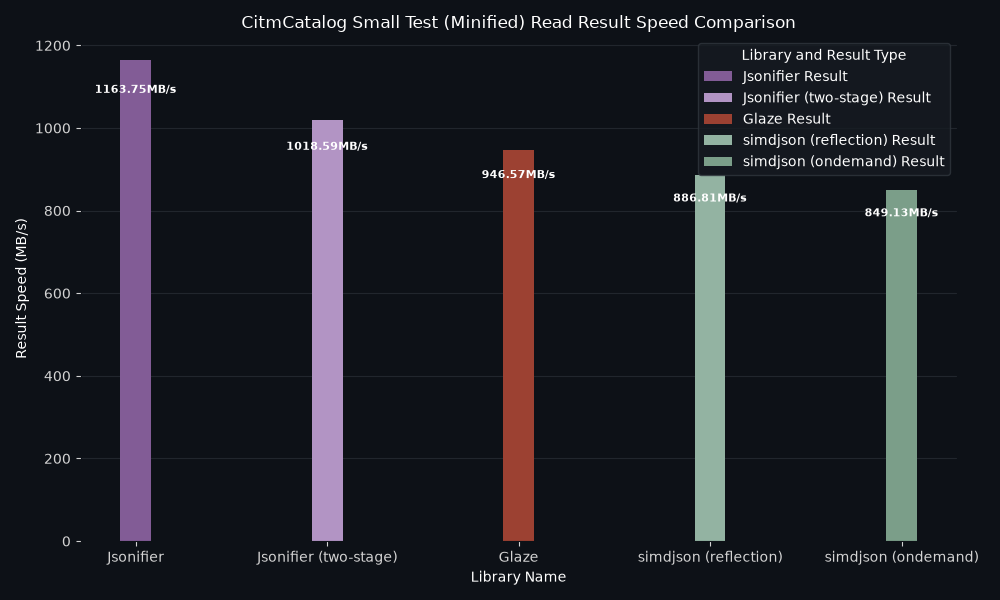 CitmCatalog Small Test (Minified) Read Result Speed Comparison
Library and Result Type
Jsonifier Result
Jsonifier (two-stage) Result
Glaze Result
simdjson (reflection) Result
simdjson (ondemand) Result
Result Speed (MB/s)
1200
1000
800
600
400
200
0
1163.75MB/s
1018.59MB/s
946.57MB/s
886.81MB/s
849.13MB/s
Jsonifier
Jsonifier (two-stage)
Glaze
simdjson (reflection)
simdjson (ondemand)
Library Name